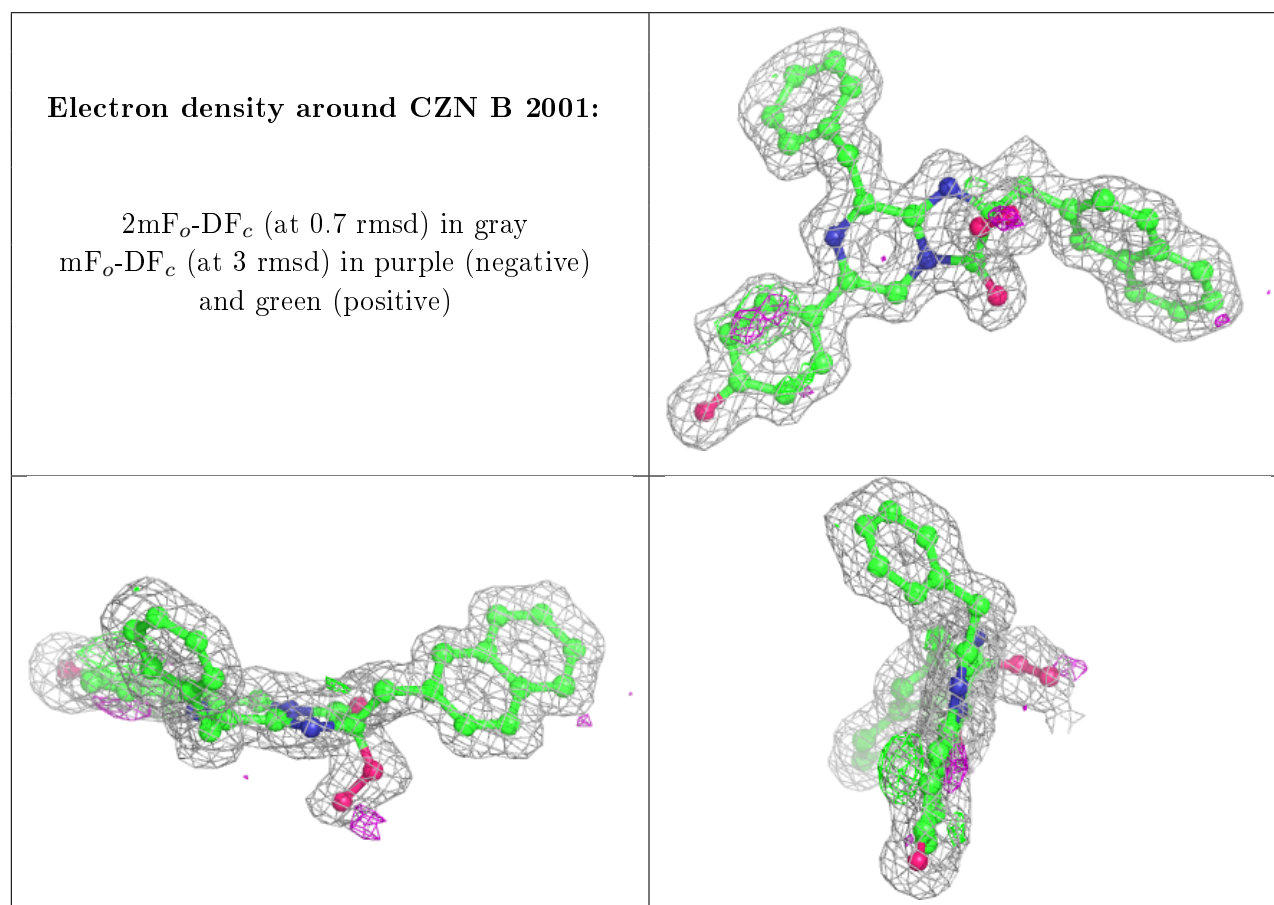 Electron density around CZN B 2001:
2mFo-DFc (at 0.7 rmsd) in gray
mFo-DFc (at 3 rmsd) in purple (negative)
and green (positive)